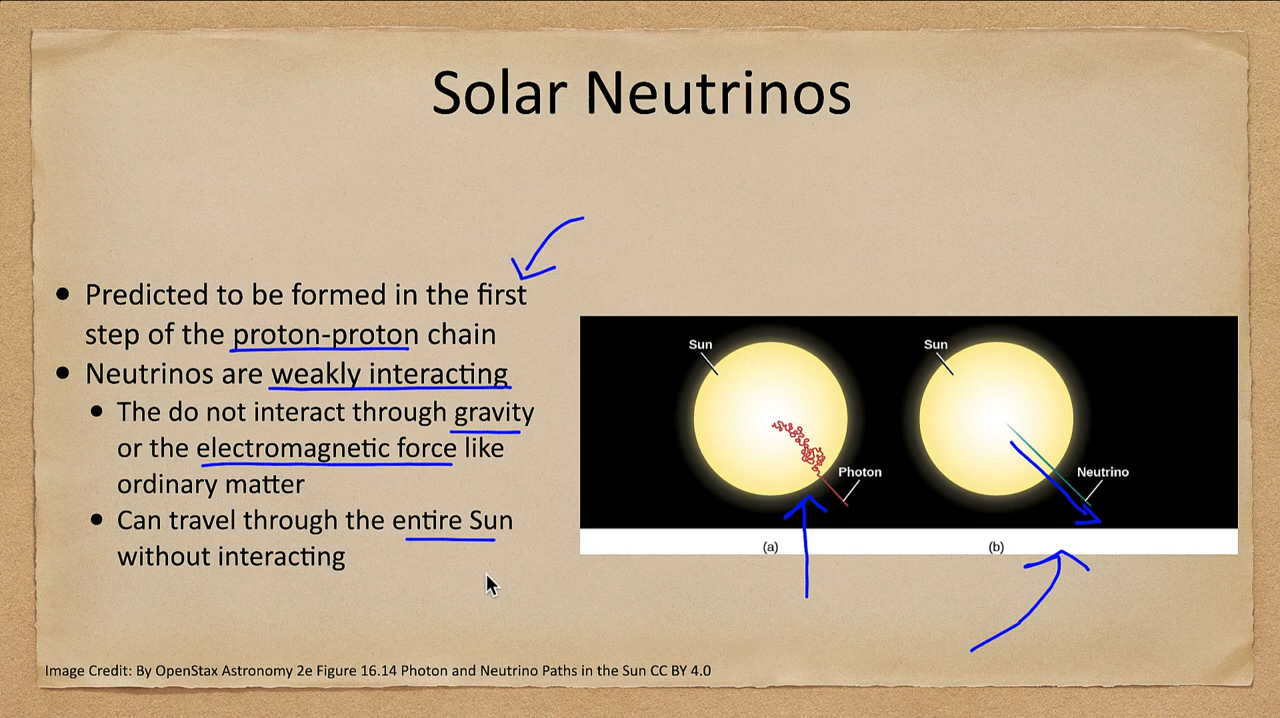 Solar Neutrinos
• Predicted to be formed in the first
step of the proton-proton chain
• Neutrinos are weakly interacting
• The do not interact through gravity
or the electromagnetic force like
ordinary matter
• Can travel through the entire Sun
without interacting
Sun
Photon
(a)
Sun
Neutrino
(b)
Image Credit: By OpenStax Astronomy 2e Figure 16.14 Photon and Neutrino Paths in the Sun CC BY 4.0